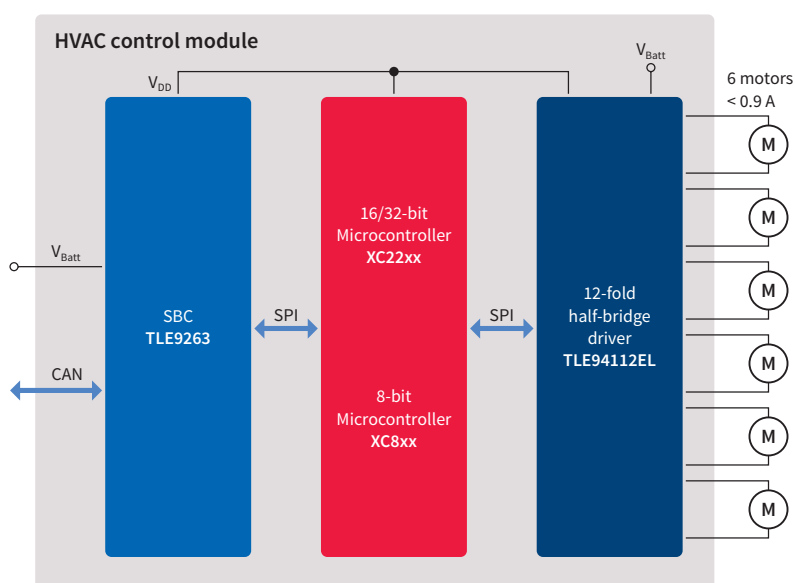 HVAC control module
V_DD
V_Batt
6 motors
< 0.9 A
V_Batt
CAN
SBC
TLE9263
SPI
16/32-bit
Microcontroller
XC22xx
8-bit
Microcontroller
XC8xx
SPI
12-fold
half-bridge
driver
TLE94112EL
M
M
M
M
M
M